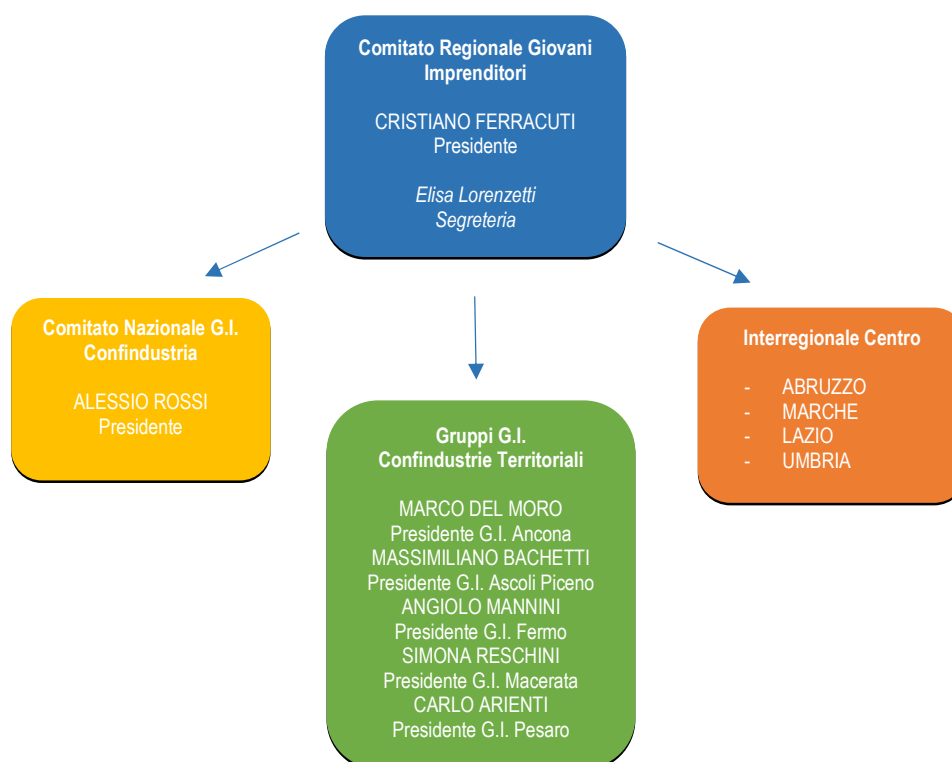 Comitato Regionale Giovani
Imprenditori
CRISTIANO FERRACUTI
Presidente
Elisa Lorenzetti
Segreteria
Comitato Nazionale G.I.
Confindustria
ALESSIO ROSSI
Presidente
Gruppi G.I.
Confindustrie Territoriali
MARCO DEL MORO
Presidente G.I. Ancona
MASSIMILIANO BACHETTI
Presidente G.I. Ascoli Piceno
ANGIOLO MANNINI
Presidente G.I. Fermo
SIMONA RESCHINI
Presidente G.I. Macerata
CARLO ARIENTI
Presidente G.I. Pesaro
Interregionale Centro
- ABRUZZO
- MARCHE
- LAZIO
- UMBRIA